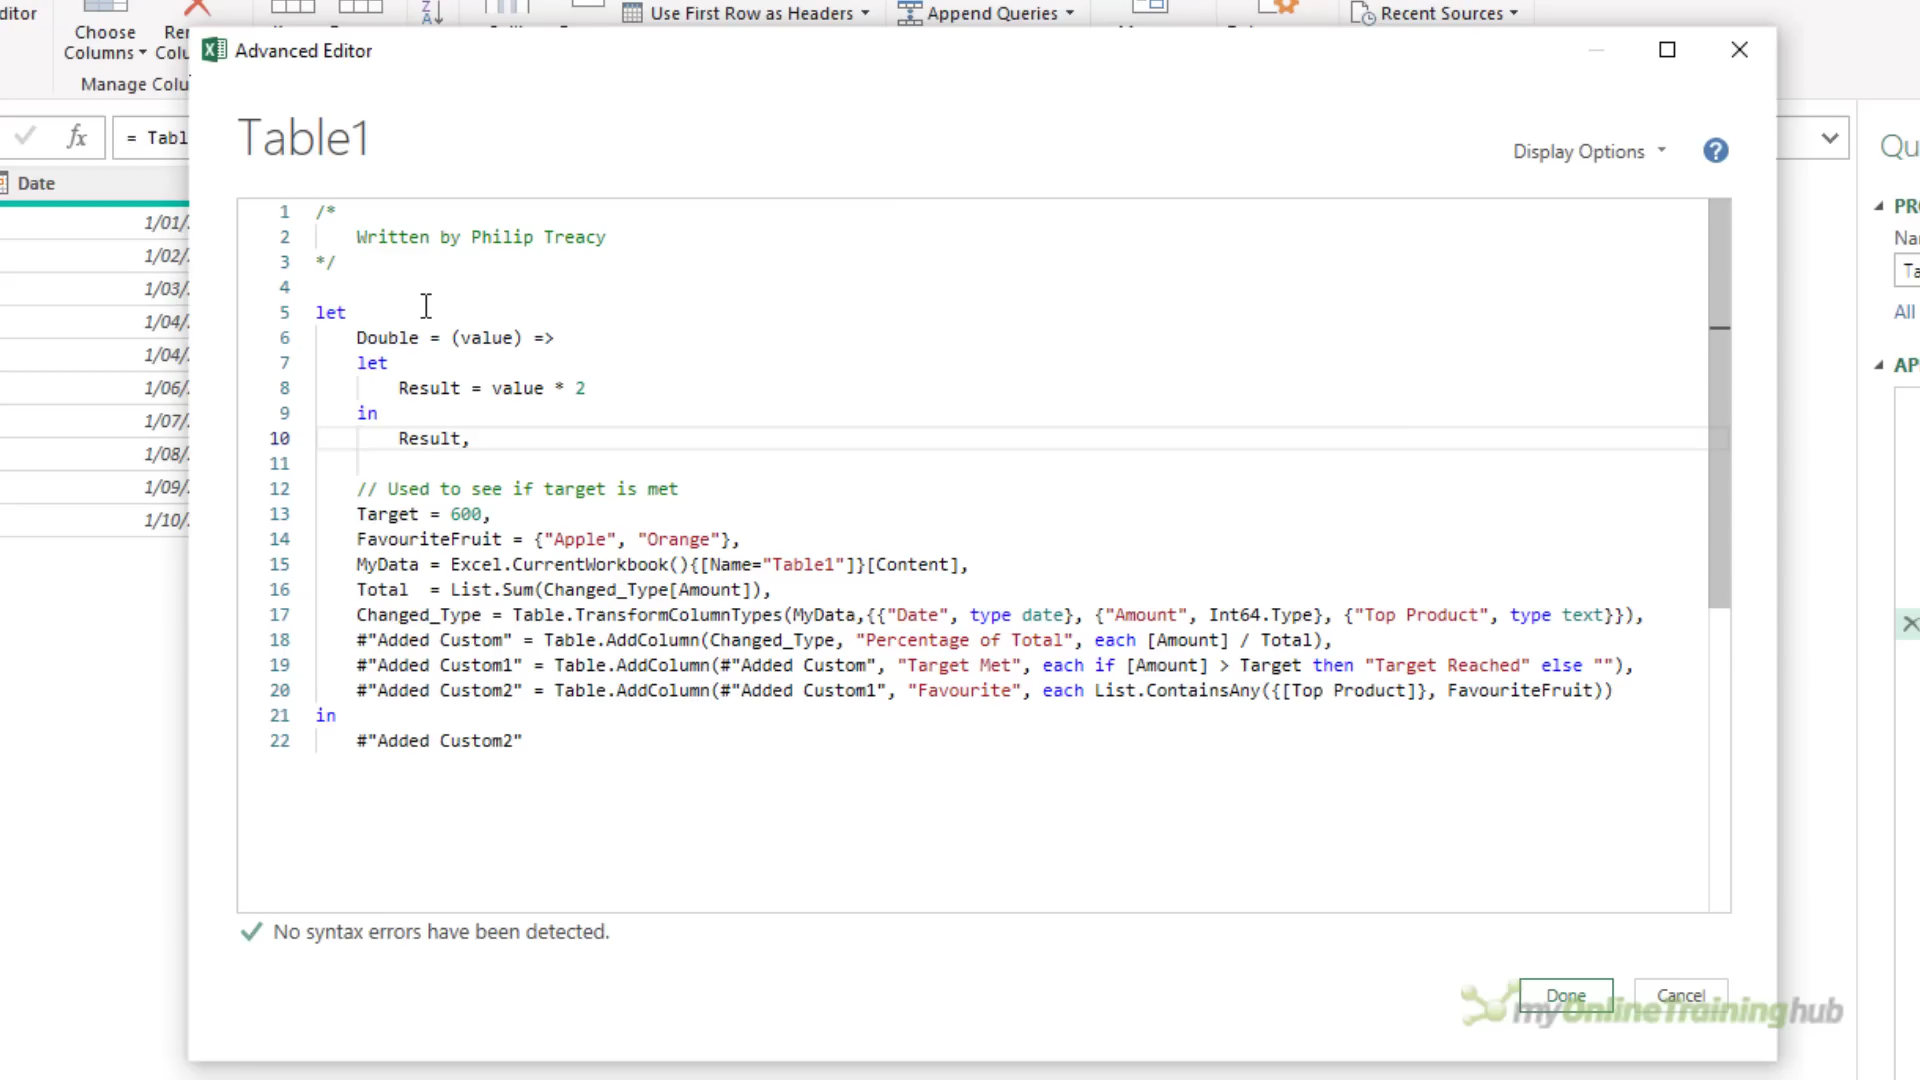 ditor
Choose
Columns
Manage Colu
Use First Row as Headers
Append Queries
Recent Sources
Advanced Editor
fx
= Tabl
Date
1/01/
1/02/
1/03/
1/04/
1/04/
1/06/
1/07/
1/08/
1/09/
1/10/
Table1
Display Options
?
1 /*
2 Written by Philip Treacy
3 */
4
5 let
6 Double = (value) =>
7 let
8 Result = value * 2
9 in
10 Result,
11
12 // Used to see if target is met
13 Target = 600,
14 FavouriteFruit = {"Apple", "Orange"},
15 MyData = Excel.CurrentWorkbook(){[Name="Table1"]}[Content],
16 Total  = List.Sum(Changed_Type[Amount]),
17 Changed_Type = Table.TransformColumnTypes(MyData,{{"Date", type date}, {"Amount", Int64.Type}, {"Top Product", type text}}),
18 #"Added Custom" = Table.AddColumn(Changed_Type, "Percentage of Total", each [Amount] / Total),
19 #"Added Custom1" = Table.AddColumn(#"Added Custom", "Target Met", each if [Amount] > Target then "Target Reached" else ""),
20 #"Added Custom2" = Table.AddColumn(#"Added Custom1", "Favourite", each List.ContainsAny({[Top Product]}, FavouriteFruit))
21 in
22 #"Added Custom2"
No syntax errors have been detected.
Done
Cancel
myOnlineTraininghub
Qu
PRO
Nar
Ta
All
AP